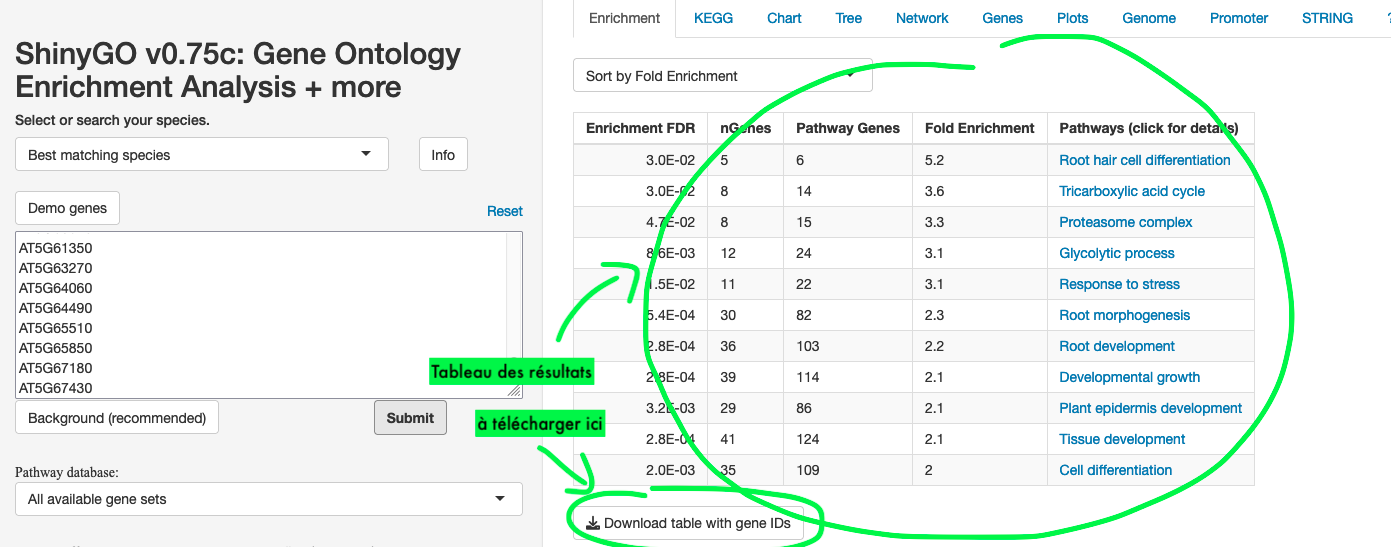 ShinyGO v0.75c: Gene Ontology
Enrichment Analysis + more
Select or search your species.
Best matching species
Info
Demo genes
Reset
AT5G61350
AT5G63270
AT5G64060
AT5G64490
AT5G65510
AT5G65850
AT5G67180
AT5G67430
Background (recommended)
Submit
Pathway database:
All available gene sets
Enrichment KEGG Chart Tree Network Genes Plots Genome Promoter STRING
Sort by Fold Enrichment
Enrichment FDR nGenes Pathway Genes Fold Enrichment Pathways (click for details)
3.0E-02 5 6 5.2 Root hair cell differentiation
3.0E-02 8 14 3.6 Tricarboxylic acid cycle
4.7E-02 8 15 3.3 Proteasome complex
8.6E-03 12 24 3.1 Glycolytic process
1.5E-02 11 22 3.1 Response to stress
5.4E-04 30 82 2.3 Root morphogenesis
2.8E-04 36 103 2.2 Root development
2.8E-04 39 114 2.1 Developmental growth
3.2E-03 29 86 2.1 Plant epidermis development
2.8E-04 41 124 2.1 Tissue development
2.0E-03 35 109 2 Cell differentiation
Tableau des résultats
à télécharger ici
Download table with gene IDs